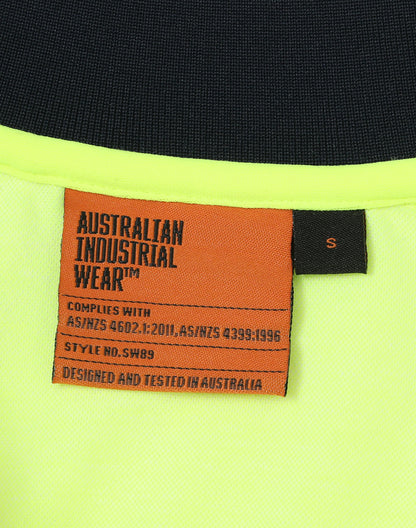 AUSTRALIAN
INDUSTRIAL
WEAR™
S
COMPLIES WITH
AS/NZS 4602.1:2011, AS/NZS 4399:1996
STYLE NO. SW89
DESIGNED AND TESTED IN AUSTRALIA